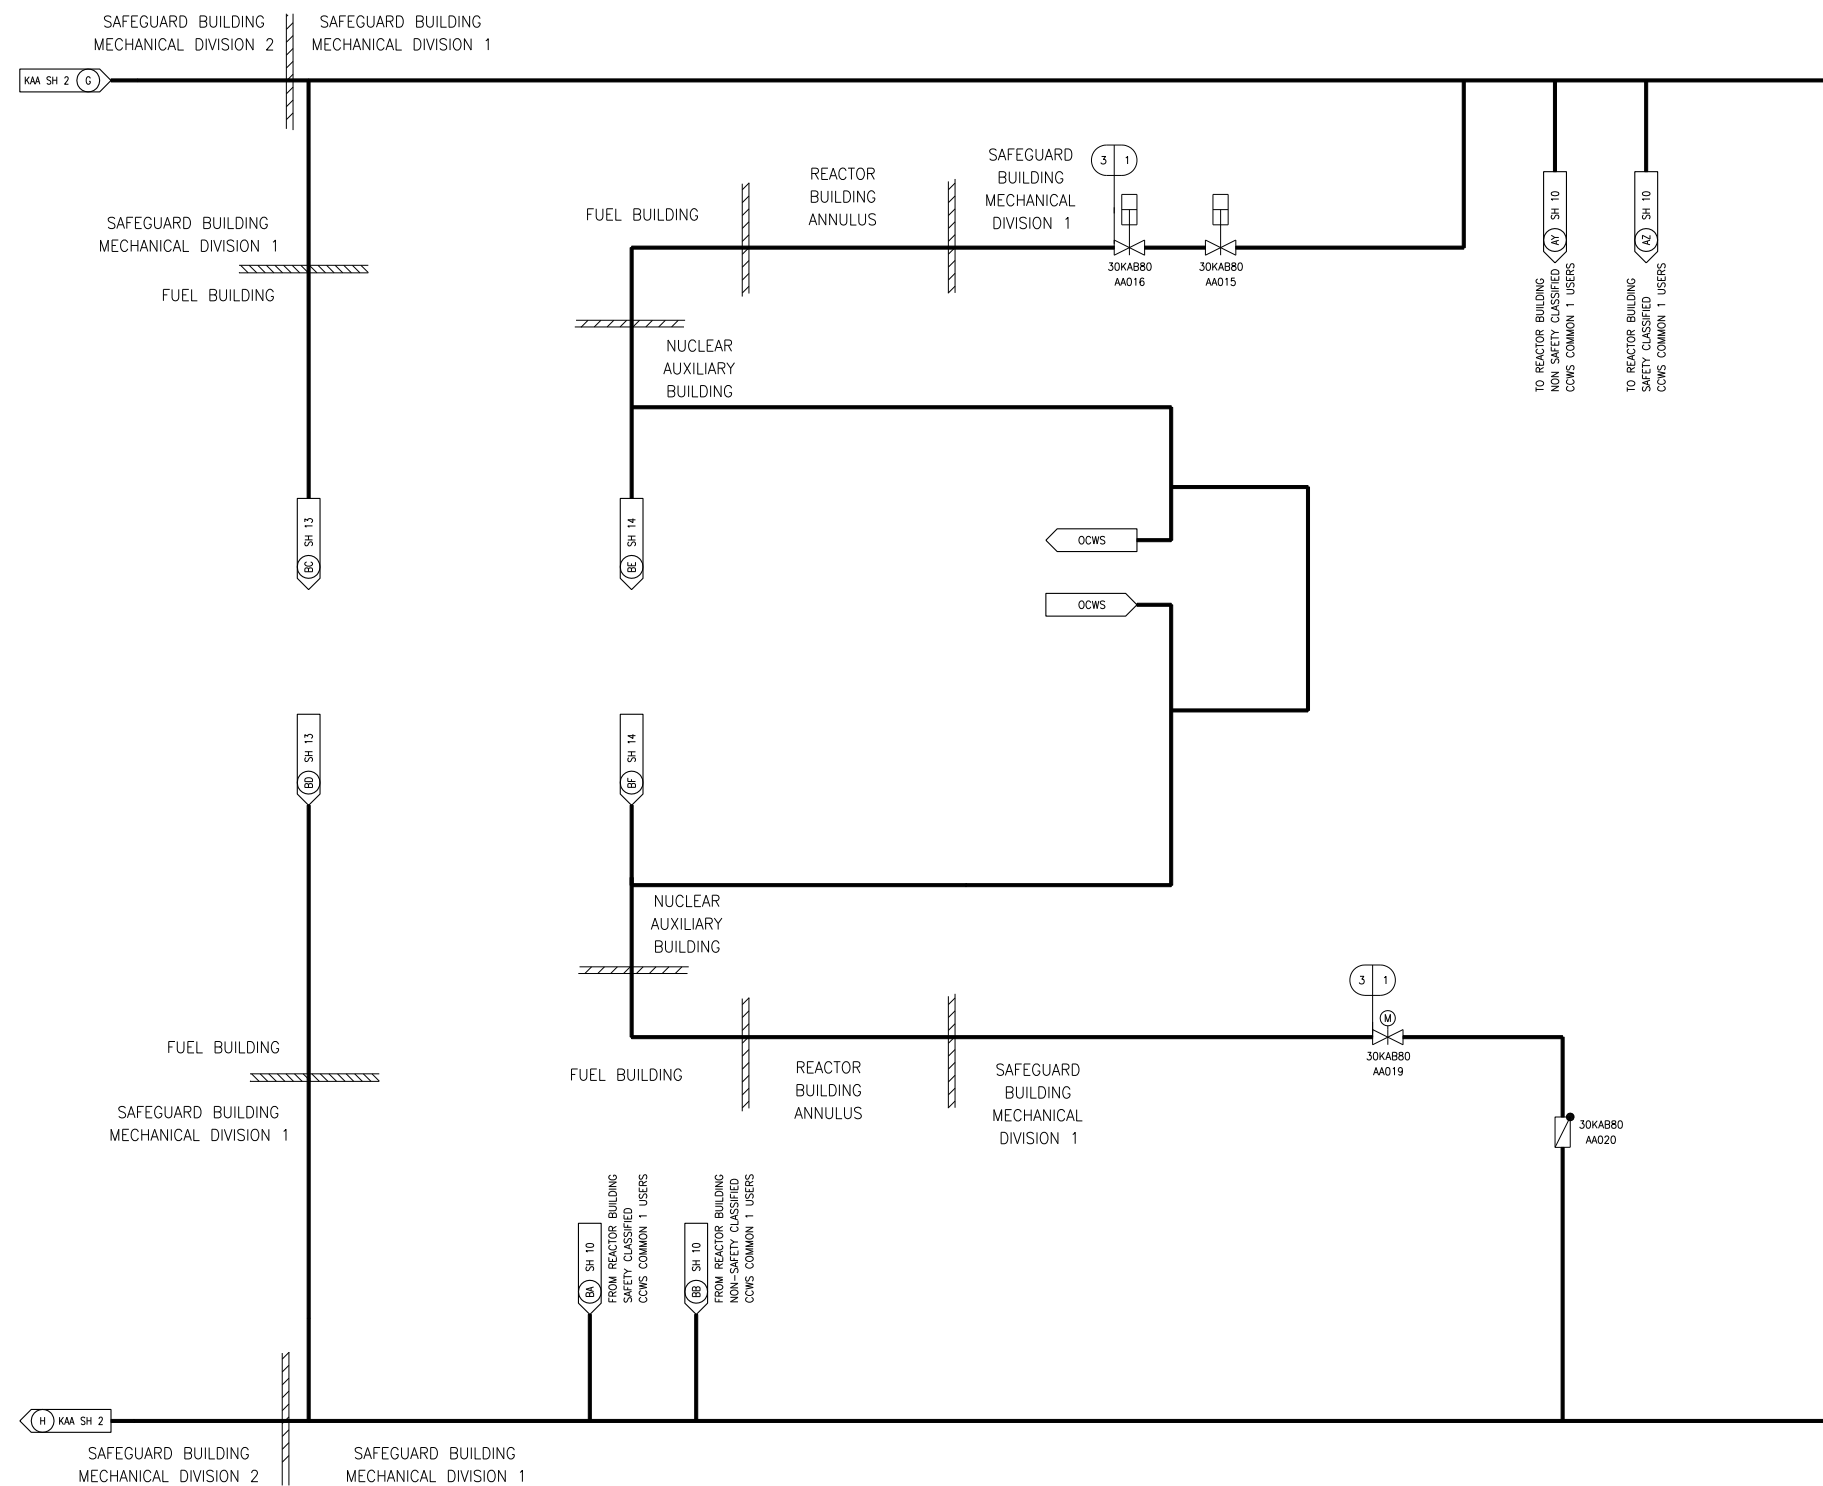 SAFEGUARD BUILDING
MECHANICAL DIVISION 2
SAFEGUARD BUILDING
MECHANICAL DIVISION 1
KAA SH 2 G
SAFEGUARD BUILDING
MECHANICAL DIVISION 1
FUEL BUILDING
FUEL BUILDING
REACTOR
BUILDING
ANNULUS
SAFEGUARD
BUILDING
MECHANICAL
DIVISION 1
3 1
30KAB80
AA016
30KAB80
AA015
AY SH 10
TO REACTOR BUILDING
NON SAFETY CLASSIFIED
CCWS COMMON 1 USERS
AZ SH 10
TO REACTOR BUILDING
SAFETY CLASSIFIED
CCWS COMMON 1 USERS
NUCLEAR
AUXILIARY
BUILDING
BC SH 13
BE SH 14
OCWS
OCWS
BD SH 13
BF SH 14
NUCLEAR
AUXILIARY
BUILDING
FUEL BUILDING
SAFEGUARD BUILDING
MECHANICAL DIVISION 1
FUEL BUILDING
REACTOR
BUILDING
ANNULUS
SAFEGUARD
BUILDING
MECHANICAL
DIVISION 1
3 1
M
30KAB80
AA019
30KAB80
AA020
BA SH 10
FROM REACTOR BUILDING
SAFETY CLASSIFIED
CCWS COMMON 1 USERS
BB SH 10
FROM REACTOR BUILDING
NON-SAFETY CLASSIFIED
CCWS COMMON 1 USERS
H KAA SH 2
SAFEGUARD BUILDING
MECHANICAL DIVISION 2
SAFEGUARD BUILDING
MECHANICAL DIVISION 1